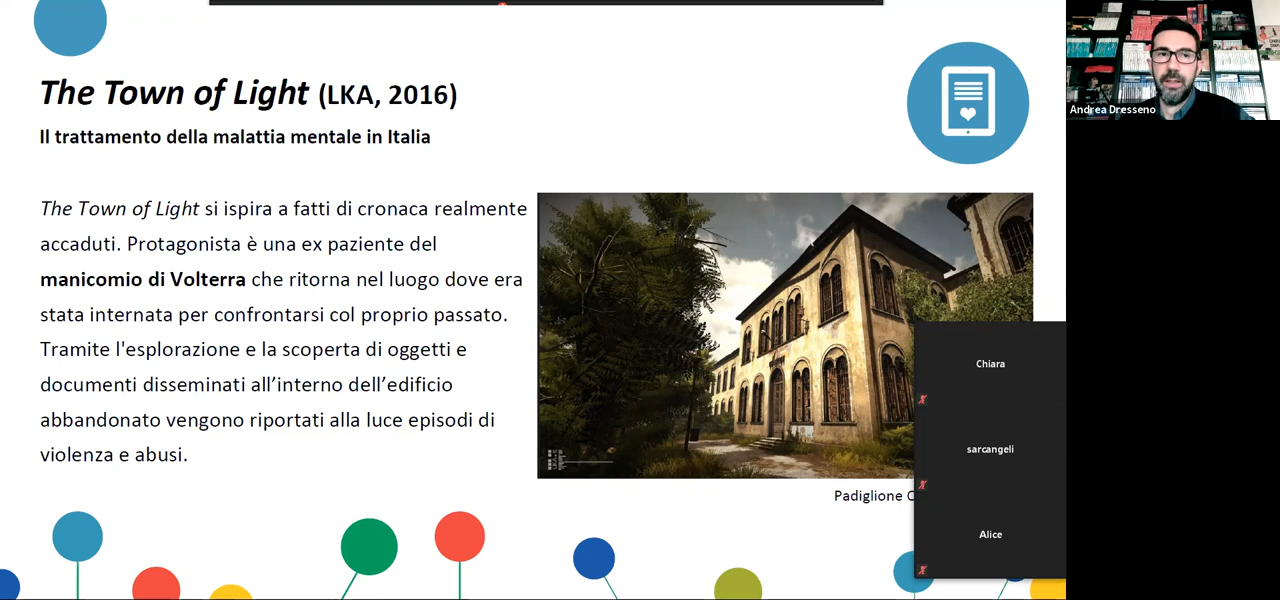 The Town of Light (LKA, 2016)
Il trattamento della malattia mentale in Italia
The Town of Light si ispira a fatti di cronaca realmente
accaduti. Protagonista è una ex paziente del
manicomio di Volterra che ritorna nel luogo dove era
stata internata per confrontarsi col proprio passato.
Tramite l'esplorazione e la scoperta di oggetti e
documenti disseminati all’interno dell’edificio
abbandonato vengono riportati alla luce episodi di
violenza e abusi.
Padiglione
Andrea Dresseno
Chiara
sarcangeli
Alice